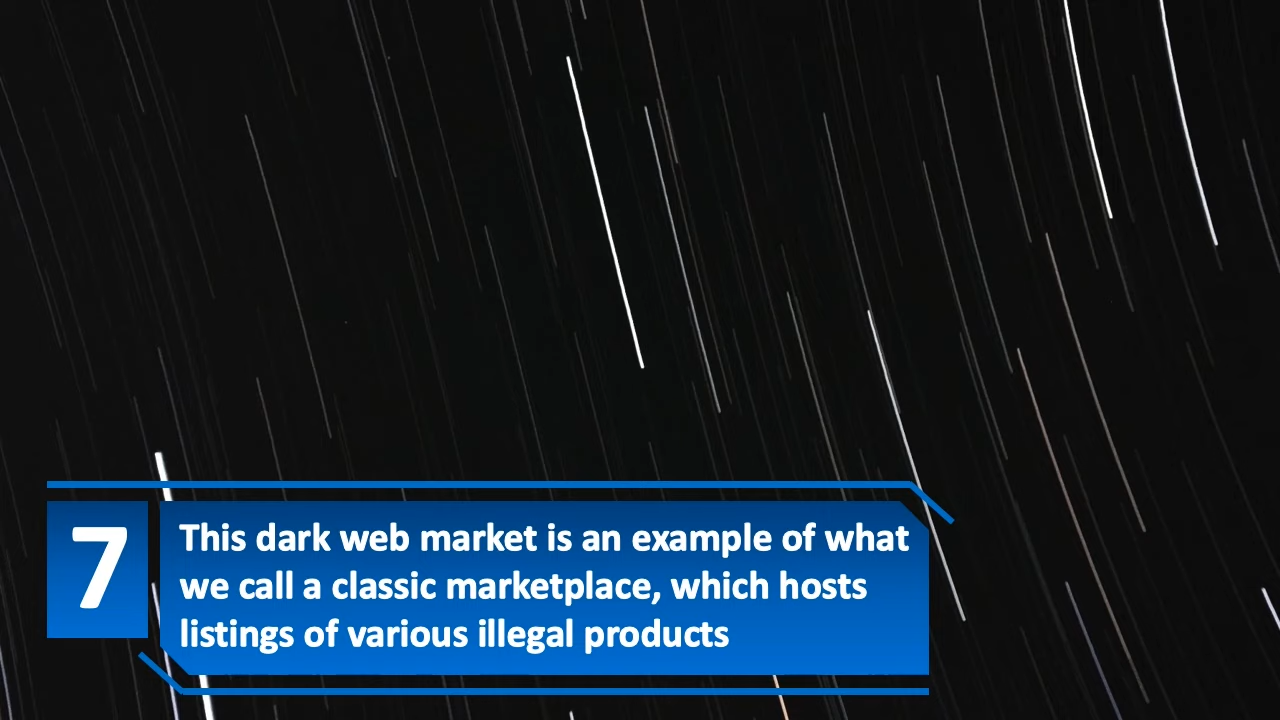 7
This dark web market is an example of what
we call a classic marketplace, which hosts
listings of various illegal products